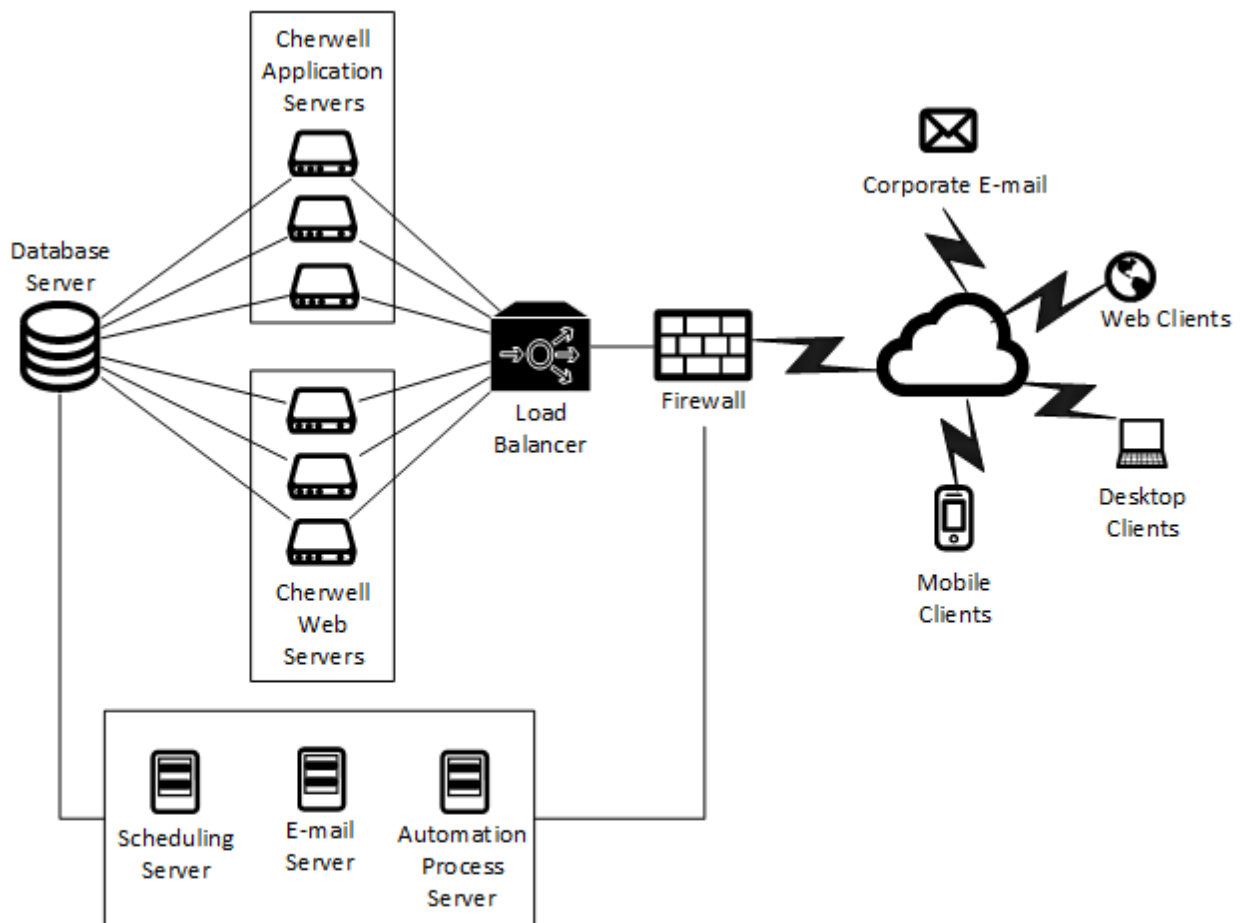 Cherwell
Application
Servers
Corporate E-mail
Database
Server
Web Clients
Load
Balancer
Firewall
Desktop
Clients
Mobile
Clients
Cherwell
Web
Servers
Scheduling
Server
E-mail
Server
Automation
Process
Server